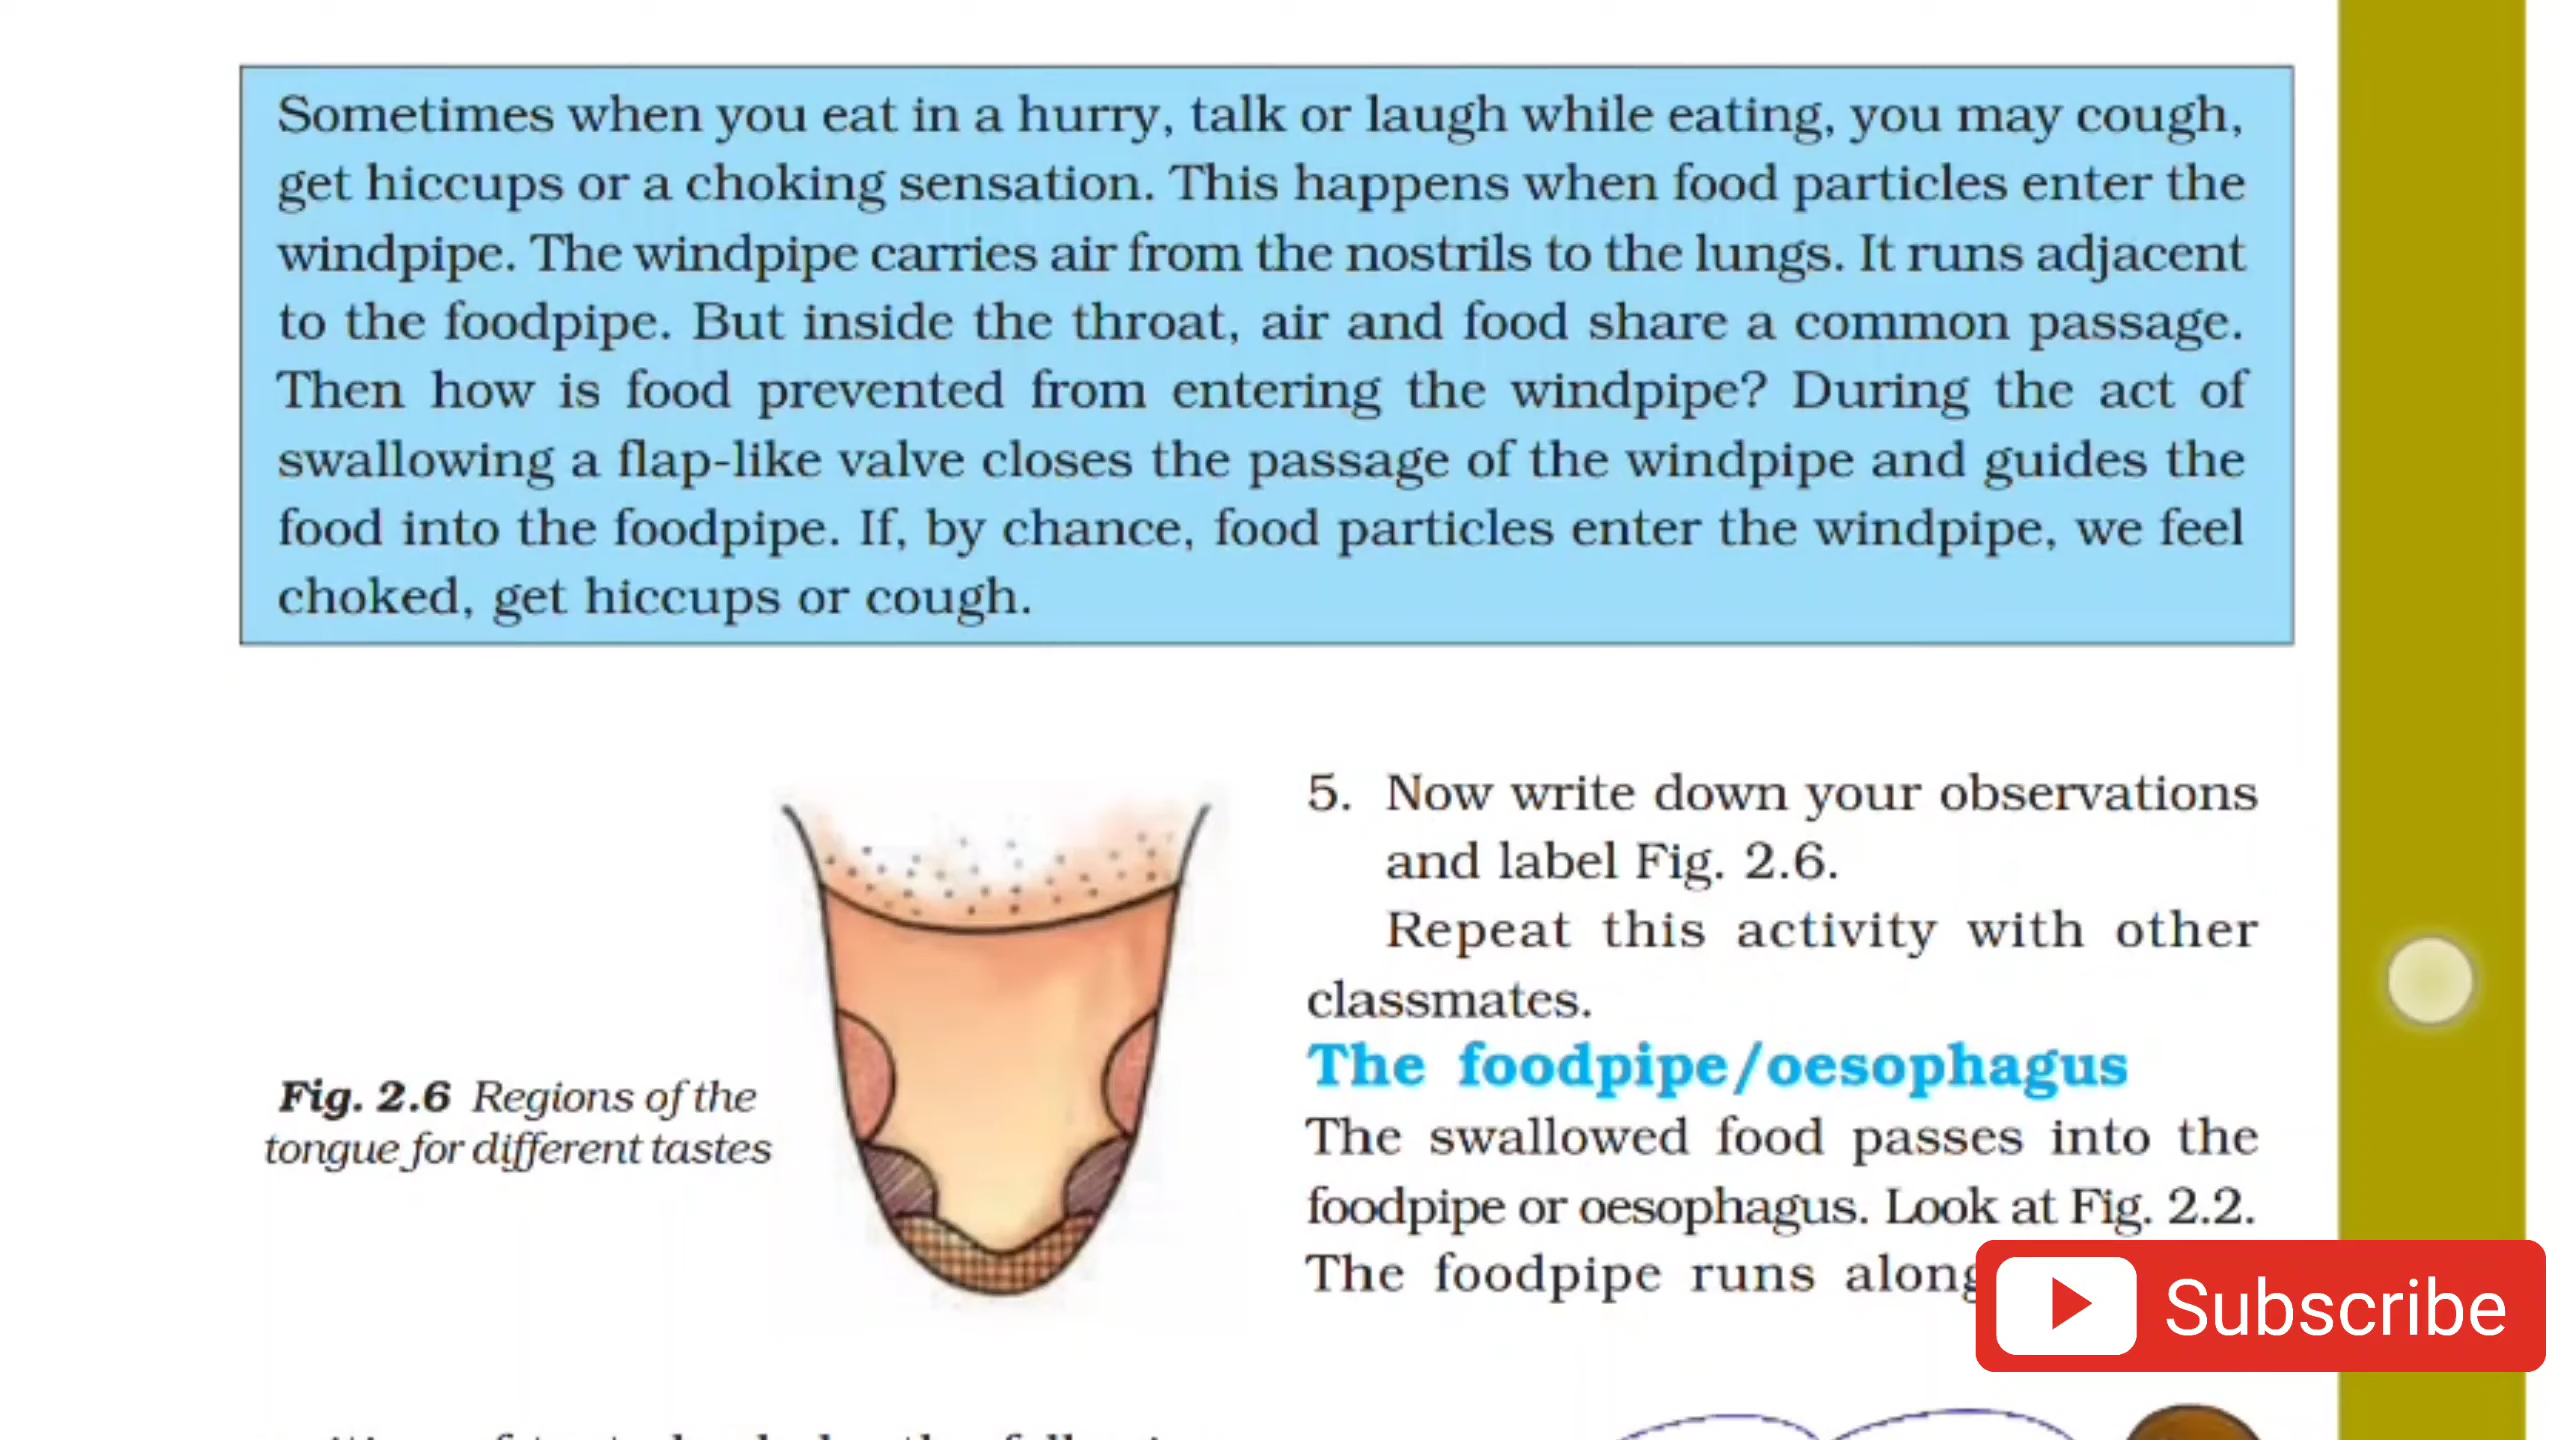 Sometimes when you eat in a hurry, talk or laugh while eating, you may cough,
get hiccups or a choking sensation. This happens when food particles enter the
windpipe. The windpipe carries air from the nostrils to the lungs. It runs adjacent
to the foodpipe. But inside the throat, air and food share a common passage.
Then how is food prevented from entering the windpipe? During the act of
swallowing a flap-like valve closes the passage of the windpipe and guides the
food into the foodpipe. If, by chance, food particles enter the windpipe, we feel
choked, get hiccups or cough.
Fig. 2.6 Regions of the
tongue for different tastes
5. Now write down your observations
and label Fig. 2.6.
Repeat this activity with other
classmates.
The foodpipe/oesophagus
The swallowed food passes into the
foodpipe or oesophagus. Look at Fig. 2.2.
The foodpipe runs along
Subscribe